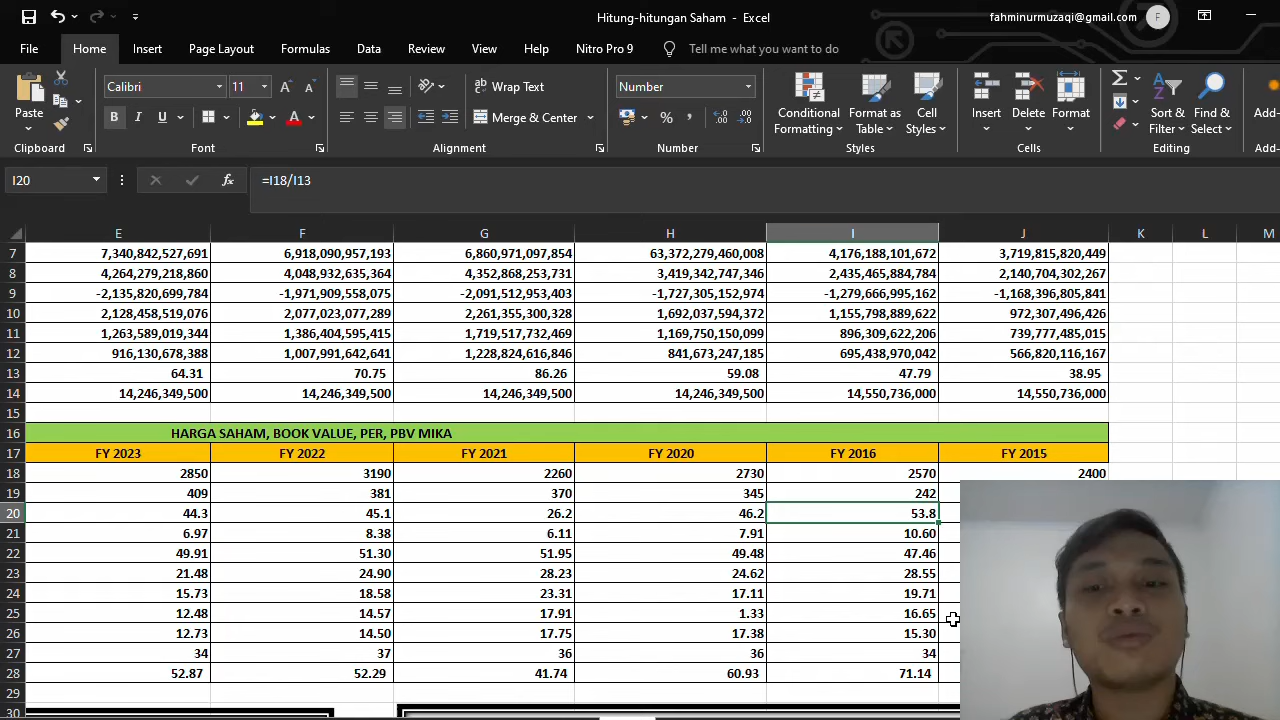 Hitung-hitungan Saham - Excel
fahminurmuzaqi@gmail.com F
File Home Insert Page Layout Formulas Data Review View Help Nitro Pro 9 Tell me what you want to do
Calibri 11 Wrap Text Number
Paste B I U Merge & Center % Conditional Formatting Format as Table Cell Styles Insert Delete Format Sort & Filter Find & Select Add-
Clipboard Font Alignment Number Styles Cells Editing Add-
I20 fx =I18/I13
E F G H I J K L M
7 7,340,842,527,691 6,918,090,957,193 6,860,971,097,854 63,372,279,460,008 4,176,188,101,672 3,719,815,820,449
8 4,264,279,218,860 4,048,932,635,364 4,352,868,253,731 3,419,342,747,346 2,435,465,884,784 2,140,704,302,267
9 -2,135,820,699,784 -1,971,909,558,075 -2,091,512,953,403 -1,727,305,152,974 -1,279,666,995,162 -1,168,396,805,841
10 2,128,458,519,076 2,077,023,077,289 2,261,355,300,328 1,692,037,594,372 1,155,798,889,622 972,307,496,426
11 1,263,589,019,344 1,386,404,595,415 1,719,517,732,469 1,169,750,150,099 896,309,622,206 739,777,485,015
12 916,130,678,388 1,007,991,642,641 1,228,824,616,846 841,673,247,185 695,438,970,042 566,820,116,167
13 64.31 70.75 86.26 59.08 47.79 38.95
14 14,246,349,500 14,246,349,500 14,246,349,500 14,246,349,500 14,550,736,000 14,550,736,000
15
16 HARGA SAHAM, BOOK VALUE, PER, PBV MIKA
17 FY 2023 FY 2022 FY 2021 FY 2020 FY 2016 FY 2015
18 2850 3190 2260 2730 2570 2400
19 409 381 370 345 242
20 44.3 45.1 26.2 46.2 53.8
21 6.97 8.38 6.11 7.91 10.60
22 49.91 51.30 51.95 49.48 47.46
23 21.48 24.90 28.23 24.62 28.55
24 15.73 18.58 23.31 17.11 19.71
25 12.48 14.57 17.91 1.33 16.65
26 12.73 14.50 17.75 17.38 15.30
27 34 37 36 36 34
28 52.87 52.29 41.74 60.93 71.14
29
30